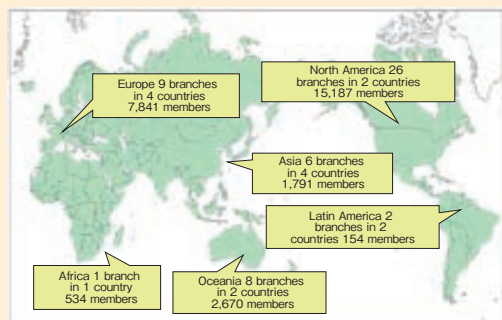 Europe 9 branches
in 4 countries
7,841 members
North America 26
branches in 2 countries
15,187 members
Asia 6 branches
in 4 countries
1,791 members
Latin America 2
branches in 2
countries 154 members
Africa 1 branch
in 1 country
534 members
Oceania 8 branches
in 2 countries
2,670 members